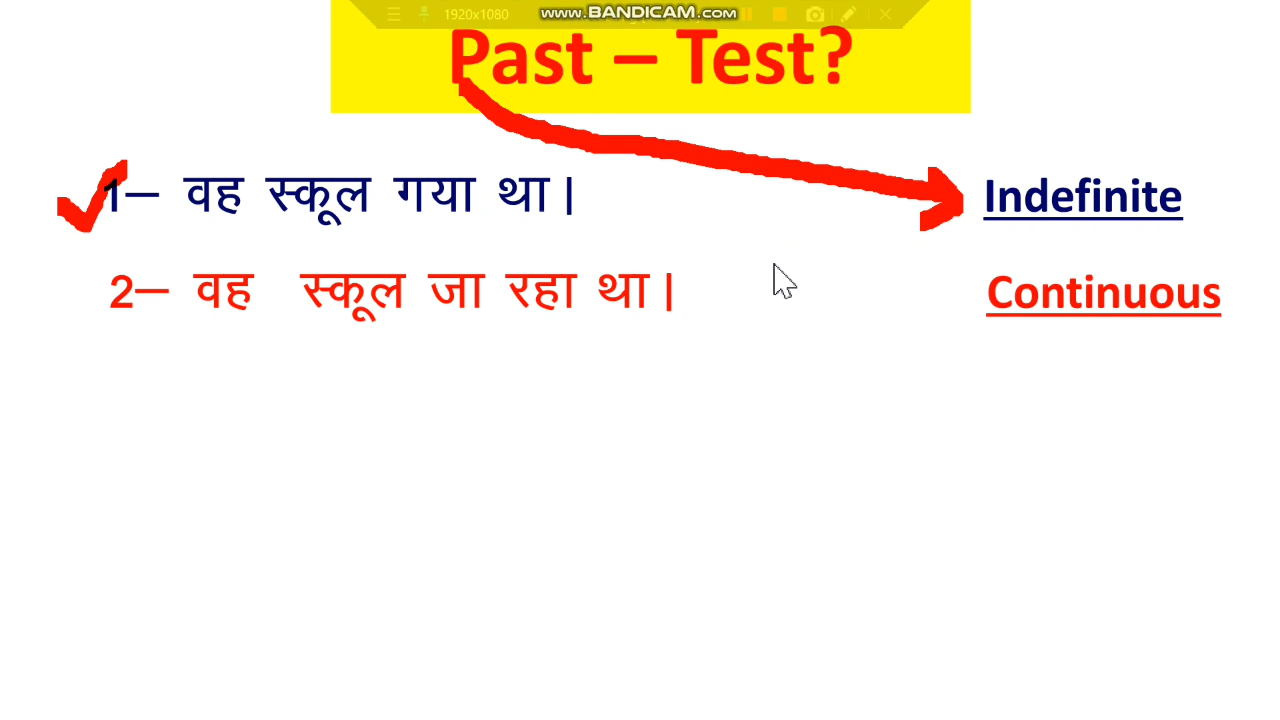 1920x1080 www.BANDICAM.com
Past – Test?
1– वह स्कूल गया था। Indefinite
2– वह स्कूल जा रहा था। Continuous